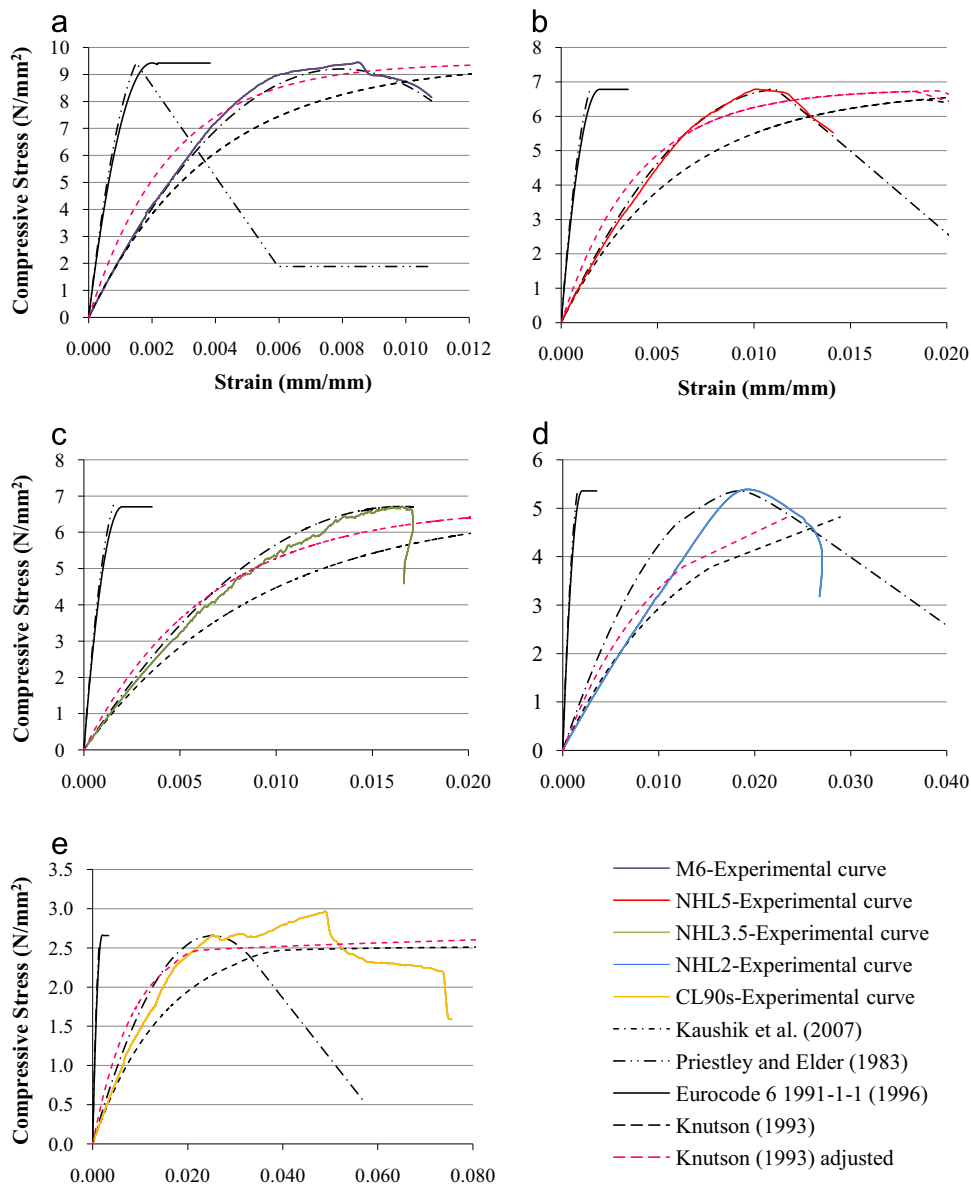 a
b
Compressive Stress (N/mm²)
10
9
8
7
6
5
4
3
2
1
0
0.000 0.002 0.004 0.006 0.008 0.010 0.012
Strain (mm/mm)
8
7
6
5
4
3
2
1
0
0.000 0.005 0.010 0.015 0.020
Strain (mm/mm)
c
d
Compressive Stress (N/mm²)
8
7
6
5
4
3
2
1
0
0.000 0.005 0.010 0.015 0.020
6
5
4
3
2
1
0
0.000 0.010 0.020 0.030 0.040
e
Compressive Stress (N/mm²)
3.5
3.0
2.5
2.0
1.5
1.0
0.5
0.0
0.000 0.020 0.040 0.060 0.080
M6-Experimental curve
NHL5-Experimental curve
NHL3.5-Experimental curve
NHL2-Experimental curve
CL90s-Experimental curve
Kaushik et al. (2007)
Priestley and Elder (1983)
Eurocode 6 1991-1-1 (1996)
Knutson (1993)
Knutson (1993) adjusted